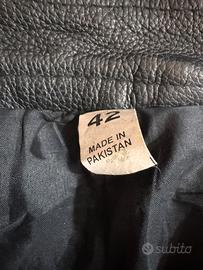 42
MADE IN
PAKISTAN
subito